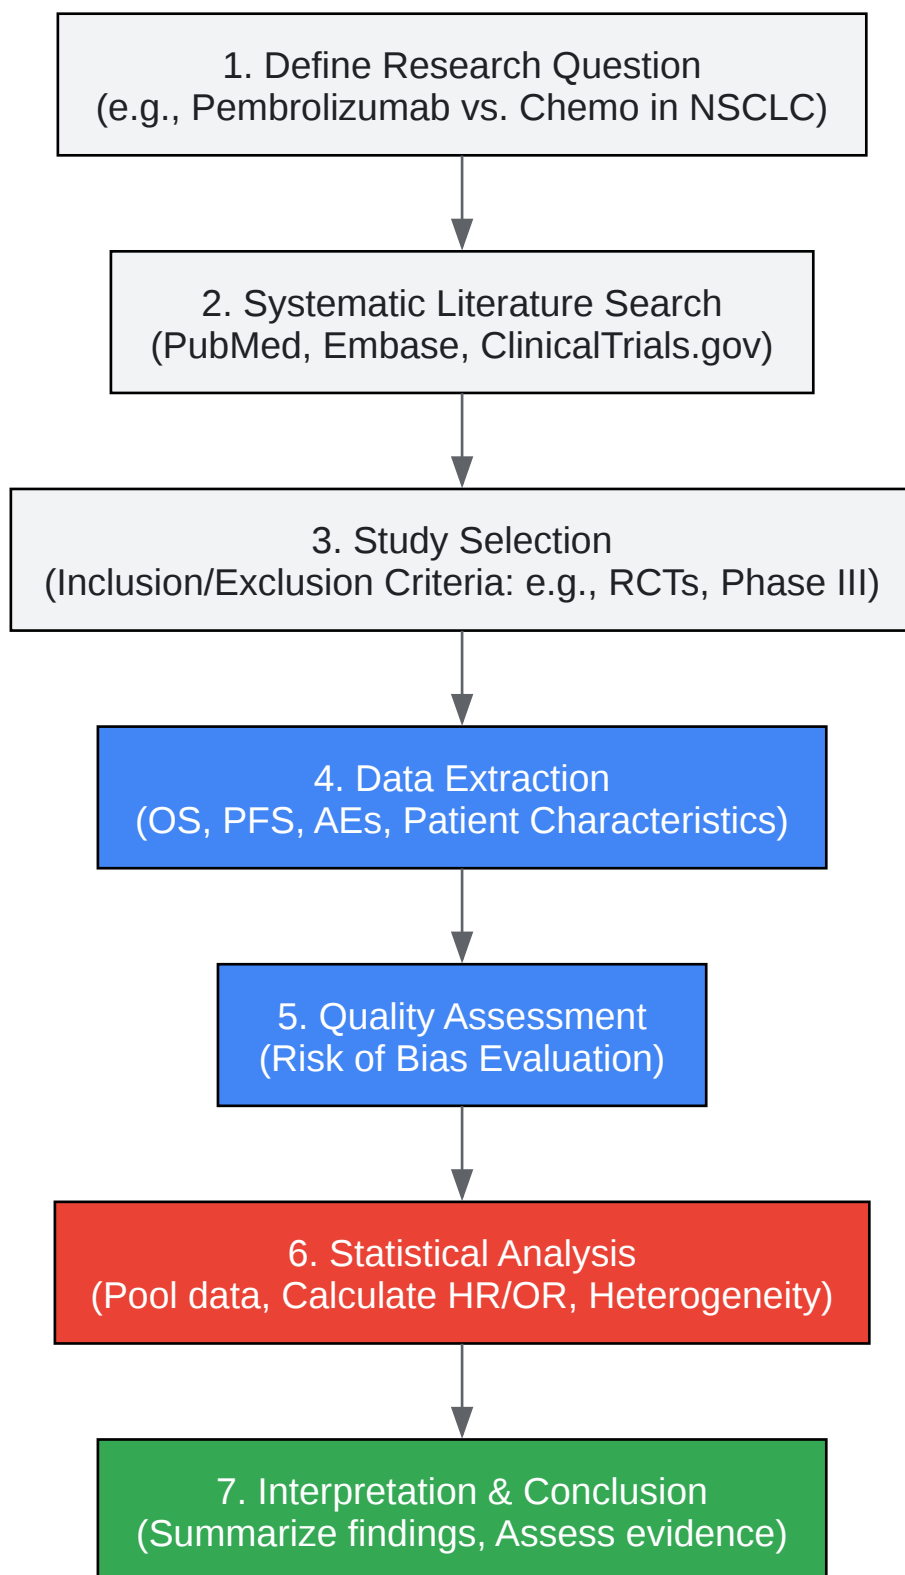 1. Define Research Question
(e.g., Pembrolizumab vs. Chemo in NSCLC)
2. Systematic Literature Search
(PubMed, Embase, ClinicalTrials.gov)
3. Study Selection
(Inclusion/Exclusion Criteria: e.g., RCTs, Phase III)
4. Data Extraction
(OS, PFS, AEs, Patient Characteristics)
5. Quality Assessment
(Risk of Bias Evaluation)
6. Statistical Analysis
(Pool data, Calculate HR/OR, Heterogeneity)
7. Interpretation & Conclusion
(Summarize findings, Assess evidence)